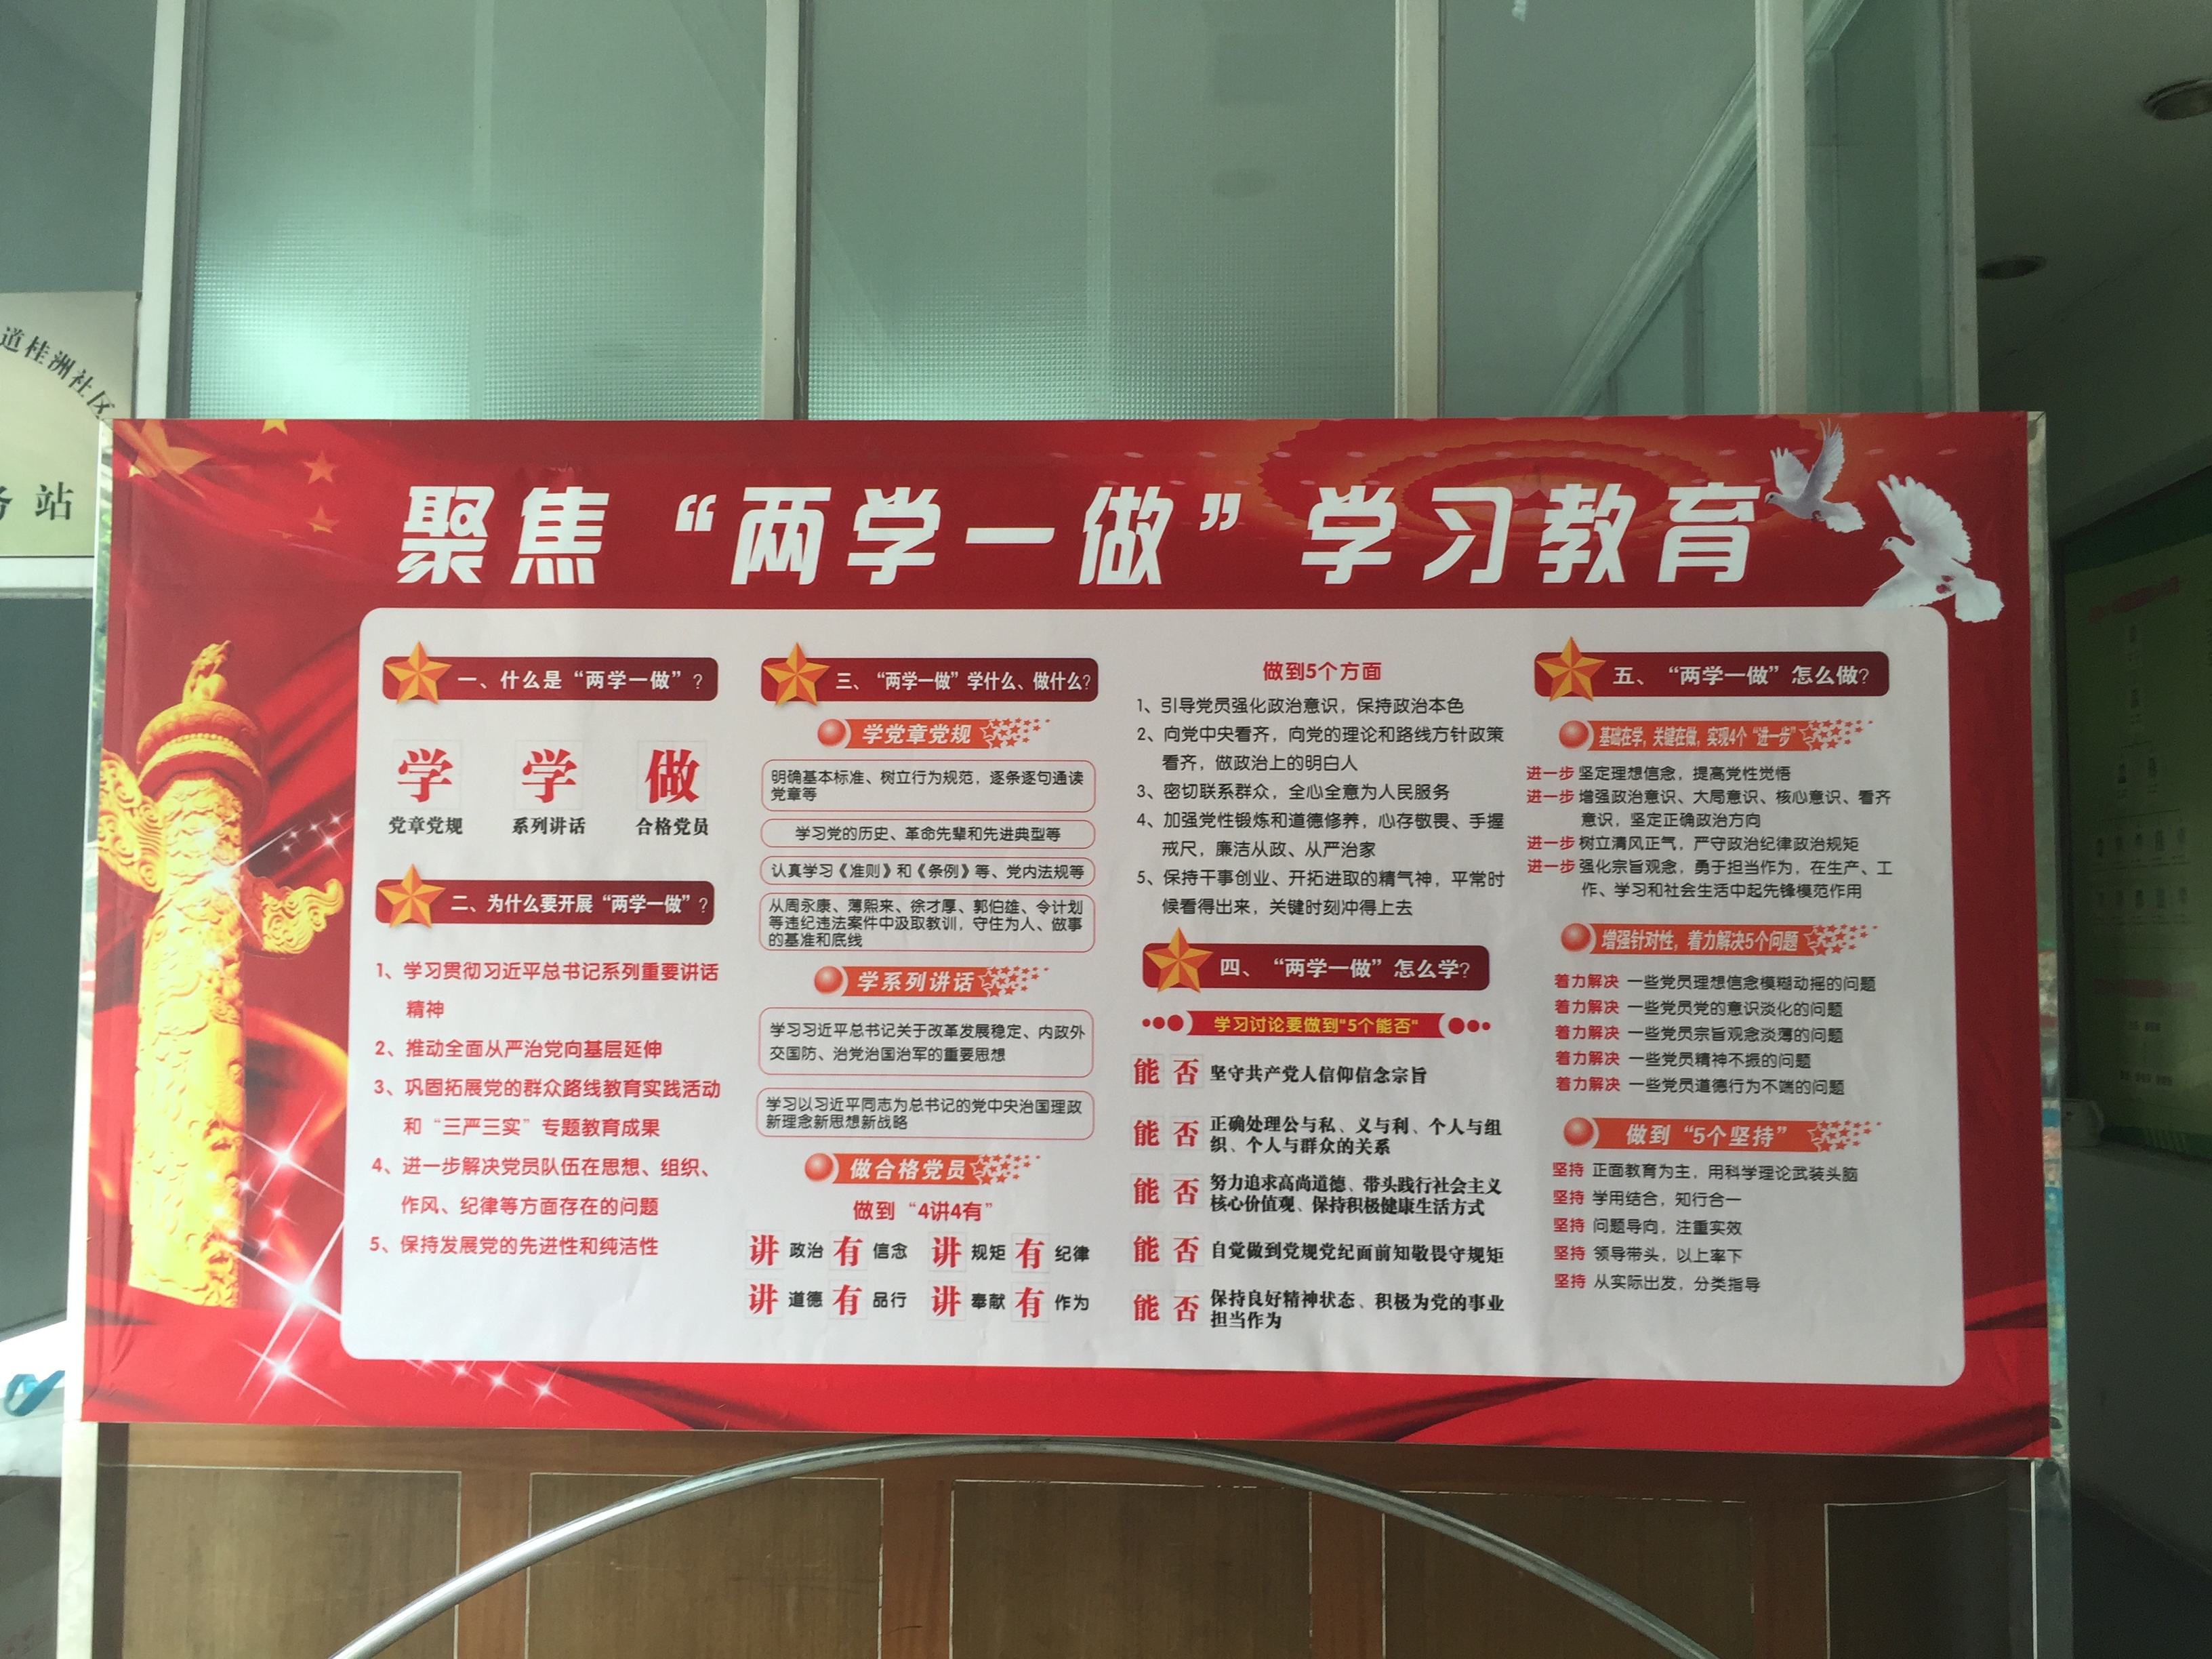 道桂洲社区
站
聚焦“两学一做”学习教育
一、什么是“两学一做”?
学 学 做
党章党规 系列讲话 合格党员
二、为什么要开展“两学一做”?
1、学习贯彻习近平总书记系列重要讲话
精神
2、推动全面从严治党向基层延伸
3、巩固拓展党的群众路线教育实践活动
和“三严三实”专题教育成果
4、进一步解决党员队伍在思想、组织、
作风、纪律等方面存在的问题
5、保持发展党的先进性和纯洁性
三、“两学一做”学什么、做什么?
学党章党规
明确基本标准、树立行为规范，逐条逐句通读
党章等
学习党的历史、革命先辈和先进典型等
认真学习《准则》和《条例》等、党内法规等
从周永康、薄熙来、徐才厚、郭伯雄、令计划
等违纪违法案件中汲取教训，守住为人、做事
的基准和底线
学系列讲话
学习习近平总书记关于改革发展稳定、内政外
交国防、治党治国治军的重要思想
学习以习近平同志为总书记的党中央治国理政
新理念新思想新战略
做合格党员
做到“4讲4有”
讲 政治 有 信念 讲 规矩 有 纪律
讲 道德 有 品行 讲 奉献 有 作为
做到5个方面
1、引导党员强化政治意识，保持政治本色
2、向党中央看齐，向党的理论和路线方针政策
看齐，做政治上的明白人
3、密切联系群众，全心全意为人民服务
4、加强党性锻炼和道德修养，心存敬畏、手握
戒尺，廉洁从政、从严治家
5、保持干事创业、开拓进取的精气神，平常时
候看得出来，关键时刻冲得上去
四、“两学一做”怎么学?
学习讨论要做到"5个能否"
能否 坚守共产党人信仰信念宗旨
能否 正确处理公与私、义与利、个人与组
织、个人与群众的关系
能否 努力追求高尚道德、带头践行社会主义
核心价值观、保持积极健康生活方式
能否 自觉做到党规党纪面前知敬畏守规矩
能否 保持良好精神状态、积极为党的事业
担当作为
五、“两学一做”怎么做?
基础在学，关键在做，实现4个“进一步”
进一步 坚定理想信念，提高党性觉悟
进一步 增强政治意识、大局意识、核心意识、看齐
意识，坚定正确政治方向
进一步 树立清风正气，严守政治纪律政治规矩
进一步 强化宗旨观念，勇于担当作为，在生产、工
作、学习和社会生活中起先锋模范作用
增强针对性，着力解决5个问题
着力解决 一些党员理想信念模糊动摇的问题
着力解决 一些党员党的意识淡化的问题
着力解决 一些党员宗旨观念淡薄的问题
着力解决 一些党员精神不振的问题
着力解决 一些党员道德行为不端的问题
做到“5个坚持”
坚持 正面教育为主，用科学理论武装头脑
坚持 学用结合，知行合一
坚持 问题导向，注重实效
坚持 领导带头，以上率下
坚持 从实际出发，分类指导